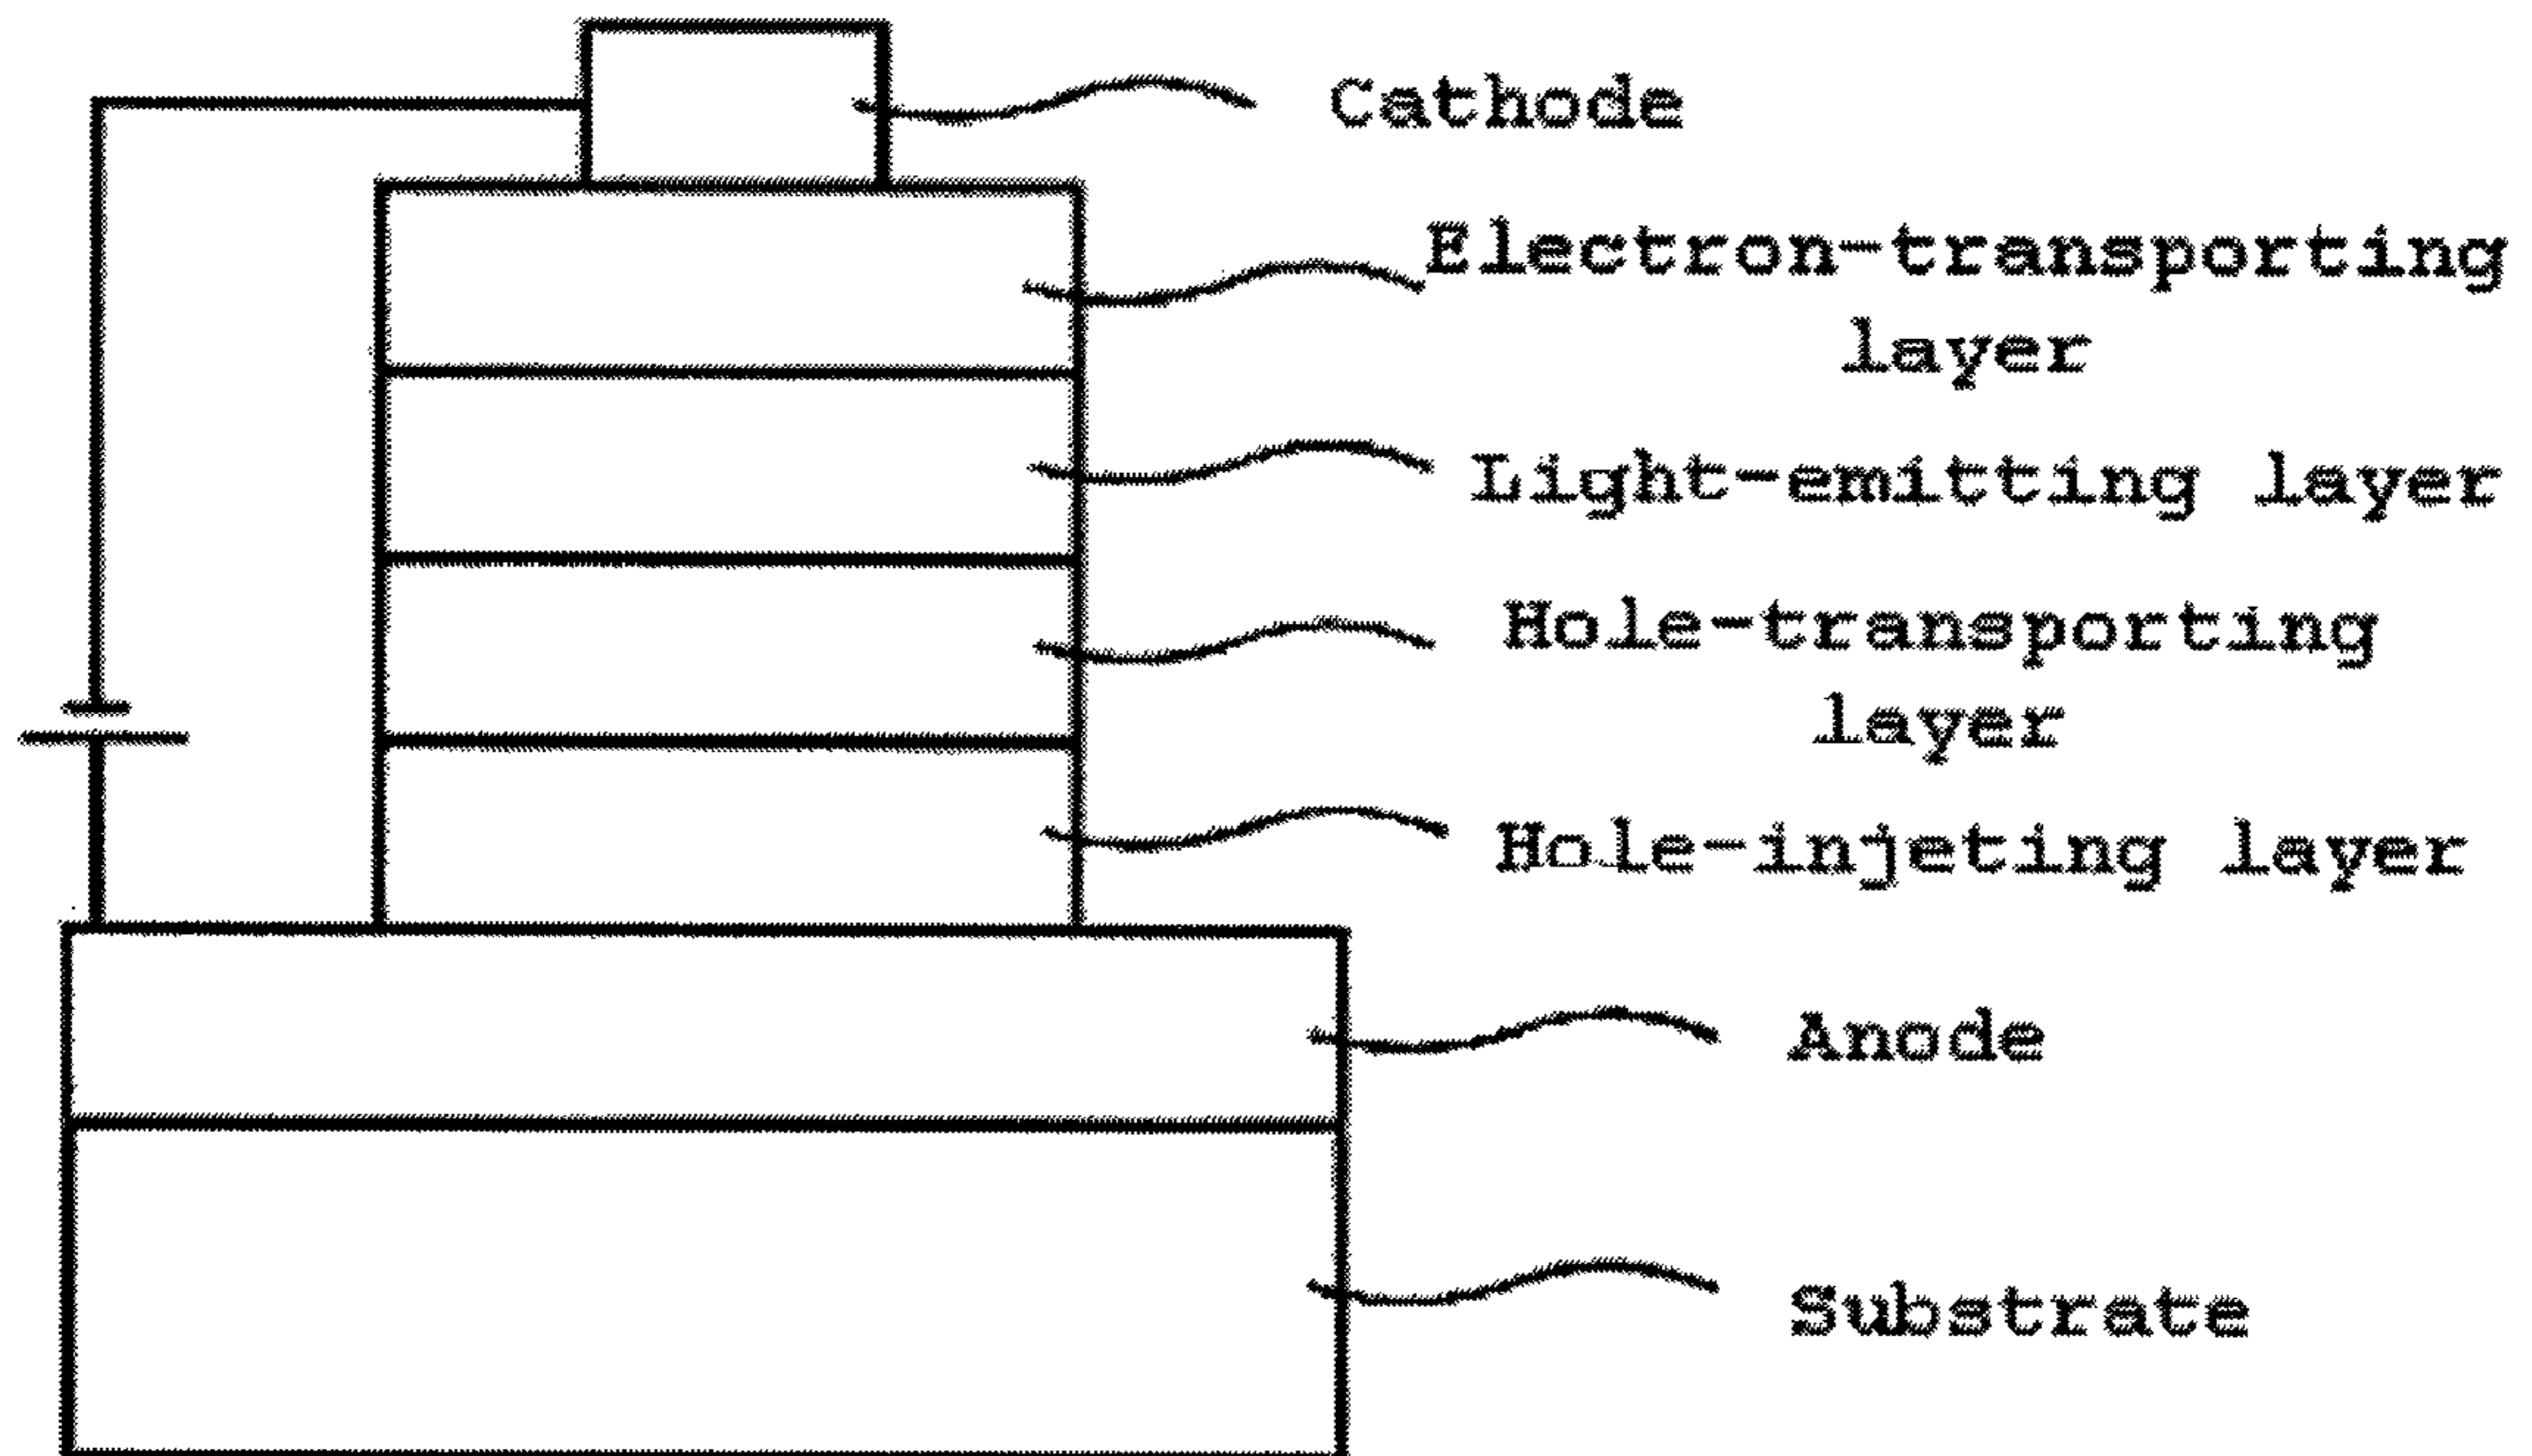 Cathode
Electron-transporting
layer
Light-emitting layer
Hole-transporting
layer
Hole-injeting layer
Anode
Substrate